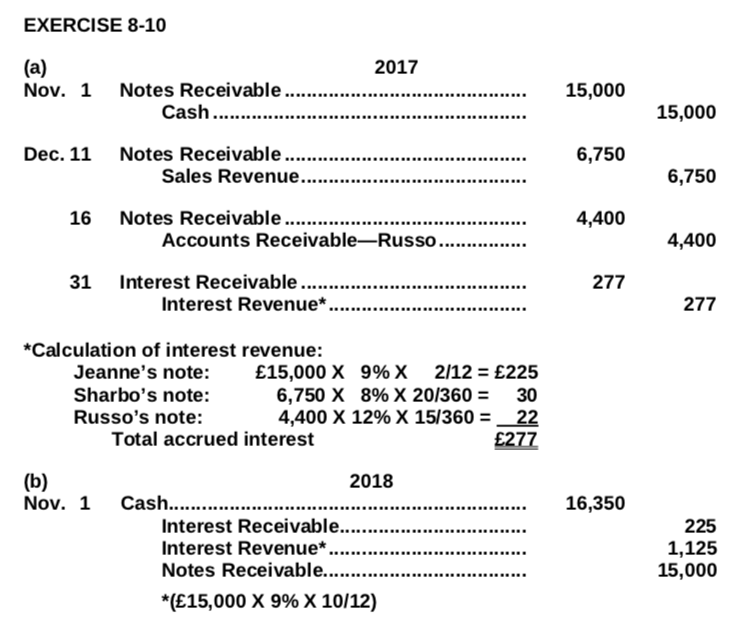 EXERCISE 8-10
(a) 2017
Nov. 1 Notes Receivable ............................................. 15,000
Cash .......................................................... 15,000
Dec. 11 Notes Receivable ............................................. 6,750
Sales Revenue.......................................... 6,750
16 Notes Receivable ............................................. 4,400
Accounts Receivable—Russo ................ 4,400
31 Interest Receivable .......................................... 277
Interest Revenue* ..................................... 277
*Calculation of interest revenue:
Jeanne’s note: £15,000 X 9% X 2/12 = £225
Sharbo’s note: 6,750 X 8% X 20/360 = 30
Russo’s note: 4,400 X 12% X 15/360 = 22
Total accrued interest £277
(b) 2018
Nov. 1 Cash.................................................................. 16,350
Interest Receivable................................... 225
Interest Revenue* ..................................... 1,125
Notes Receivable...................................... 15,000
*(£15,000 X 9% X 10/12)